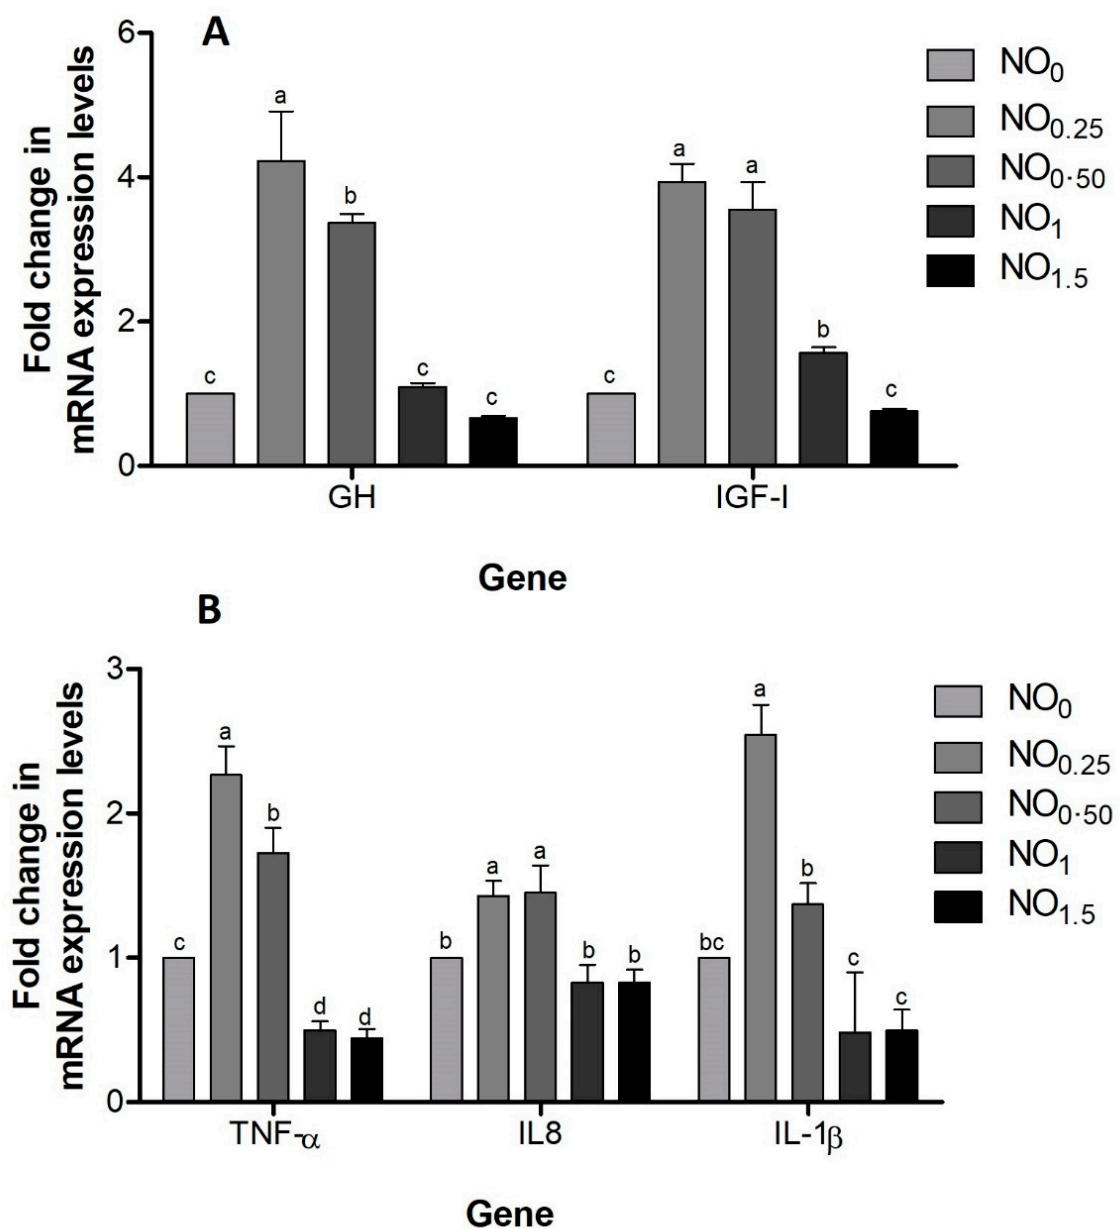 A
Fold change in
mRNA expression levels
6
4
2
0
a
b
c
c
c
a
a
b
c
c
GH
IGF-I
Gene
NO0
NO0.25
NO0·50
NO1
NO1.5
B
Fold change in
mRNA expression levels
3
2
1
0
c
a
b
d
d
b
a
a
b
b
bc
a
b
c
c
TNF-α
IL8
IL-1β
Gene
NO0
NO0.25
NO0·50
NO1
NO1.5